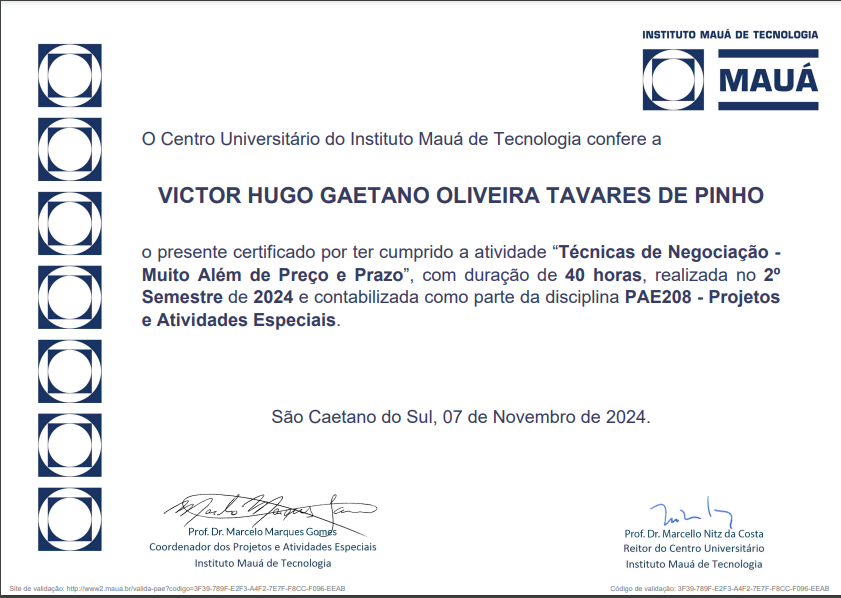 INSTITUTO MAUÁ DE TECNOLOGIA
MAUÁ
O Centro Universitário do Instituto Mauá de Tecnologia confere a
VICTOR HUGO GAETANO OLIVEIRA TAVARES DE PINHO
o presente certificado por ter cumprido a atividade “Técnicas de Negociação -
Muito Além de Preço e Prazo”, com duração de 40 horas, realizada no 2º
Semestre de 2024 e contabilizada como parte da disciplina PAE208 - Projetos
e Atividades Especiais.
São Caetano do Sul, 07 de Novembro de 2024.
Prof. Dr. Marcelo Marques Gomes
Coordenador dos Projetos e Atividades Especiais
Instituto Mauá de Tecnologia
Prof. Dr. Marcello Nitz da Costa
Reitor do Centro Universitário
Instituto Mauá de Tecnologia
Site de validação: http://www2.maua.br/valida-pae?codigo=3F39-789F-E2F3-A4F2-7E7F-F8CC-F096-EEAB
Código de validação: 3F39-789F-E2F3-A4F2-7E7F-F8CC-F096-EEAB